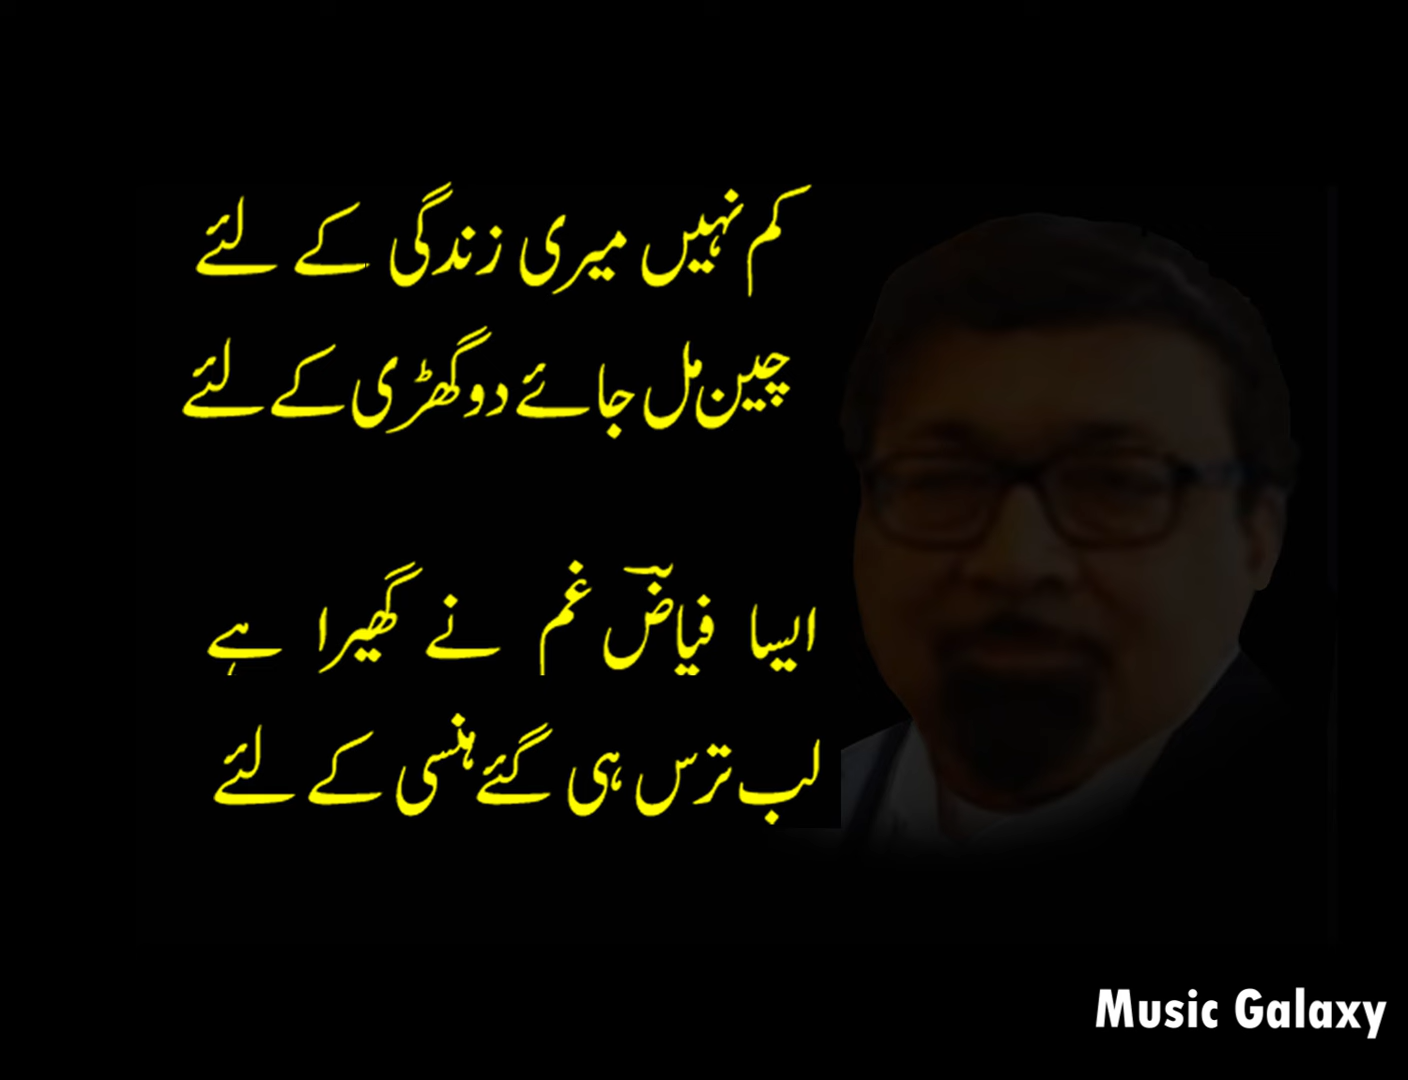 کم نہیں میری زندگی کے لئے
چین مل جائے دو گھڑی کے لئے
ایسا فیاضؔ غم نے گھیرا ہے
لب ترس ہی گئے ہنسی کے لئے
Music Galaxy